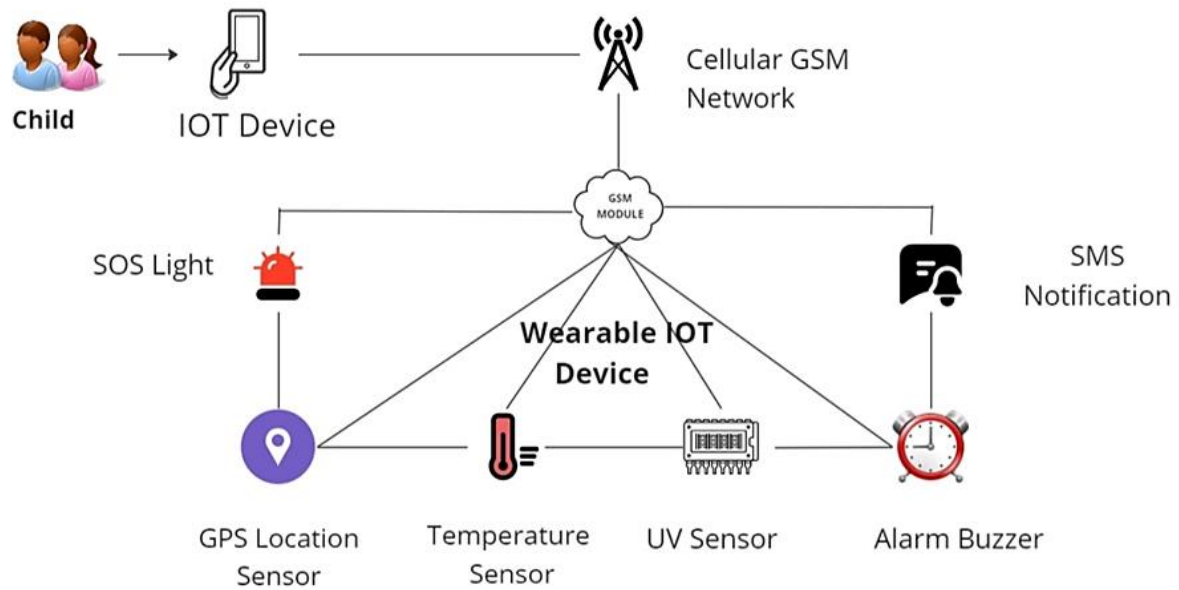 Child
IOT Device
Cellular GSM
Network
GSM
MODULE
SOS Light
SMS
Notification
Wearable IOT
Device
GPS Location
Sensor
Temperature
Sensor
UV Sensor
Alarm Buzzer